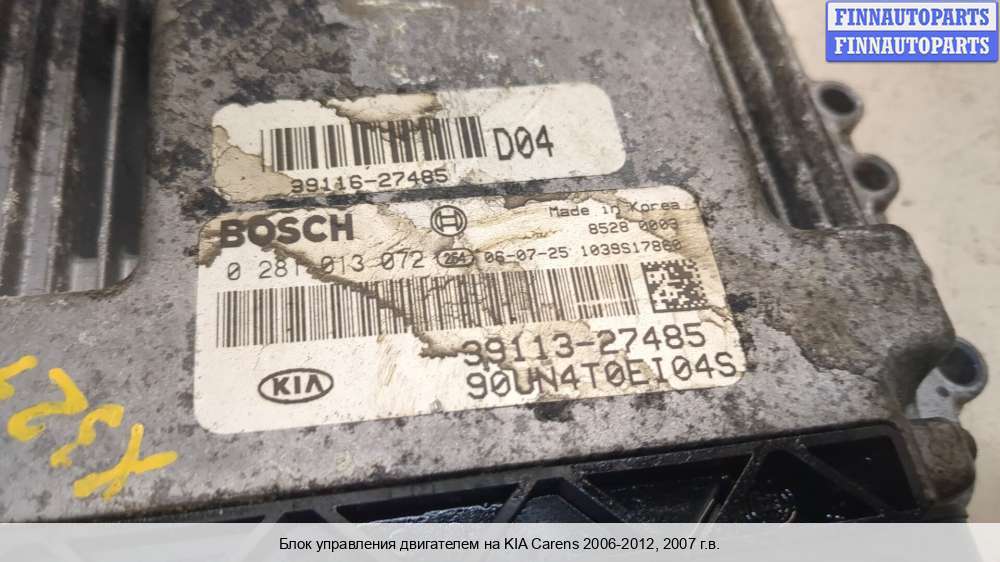 FINNAUTOPARTS
FINNAUTOPARTS
D04
39116-27485
BOSCH
Made in Korea
8528 0003
0 281 013 072 264 06-07-25 1039S17860
39113-27485
KIA
90UN4T0EI04S
Блок управления двигателем на KIA Carens 2006-2012, 2007 г.в.